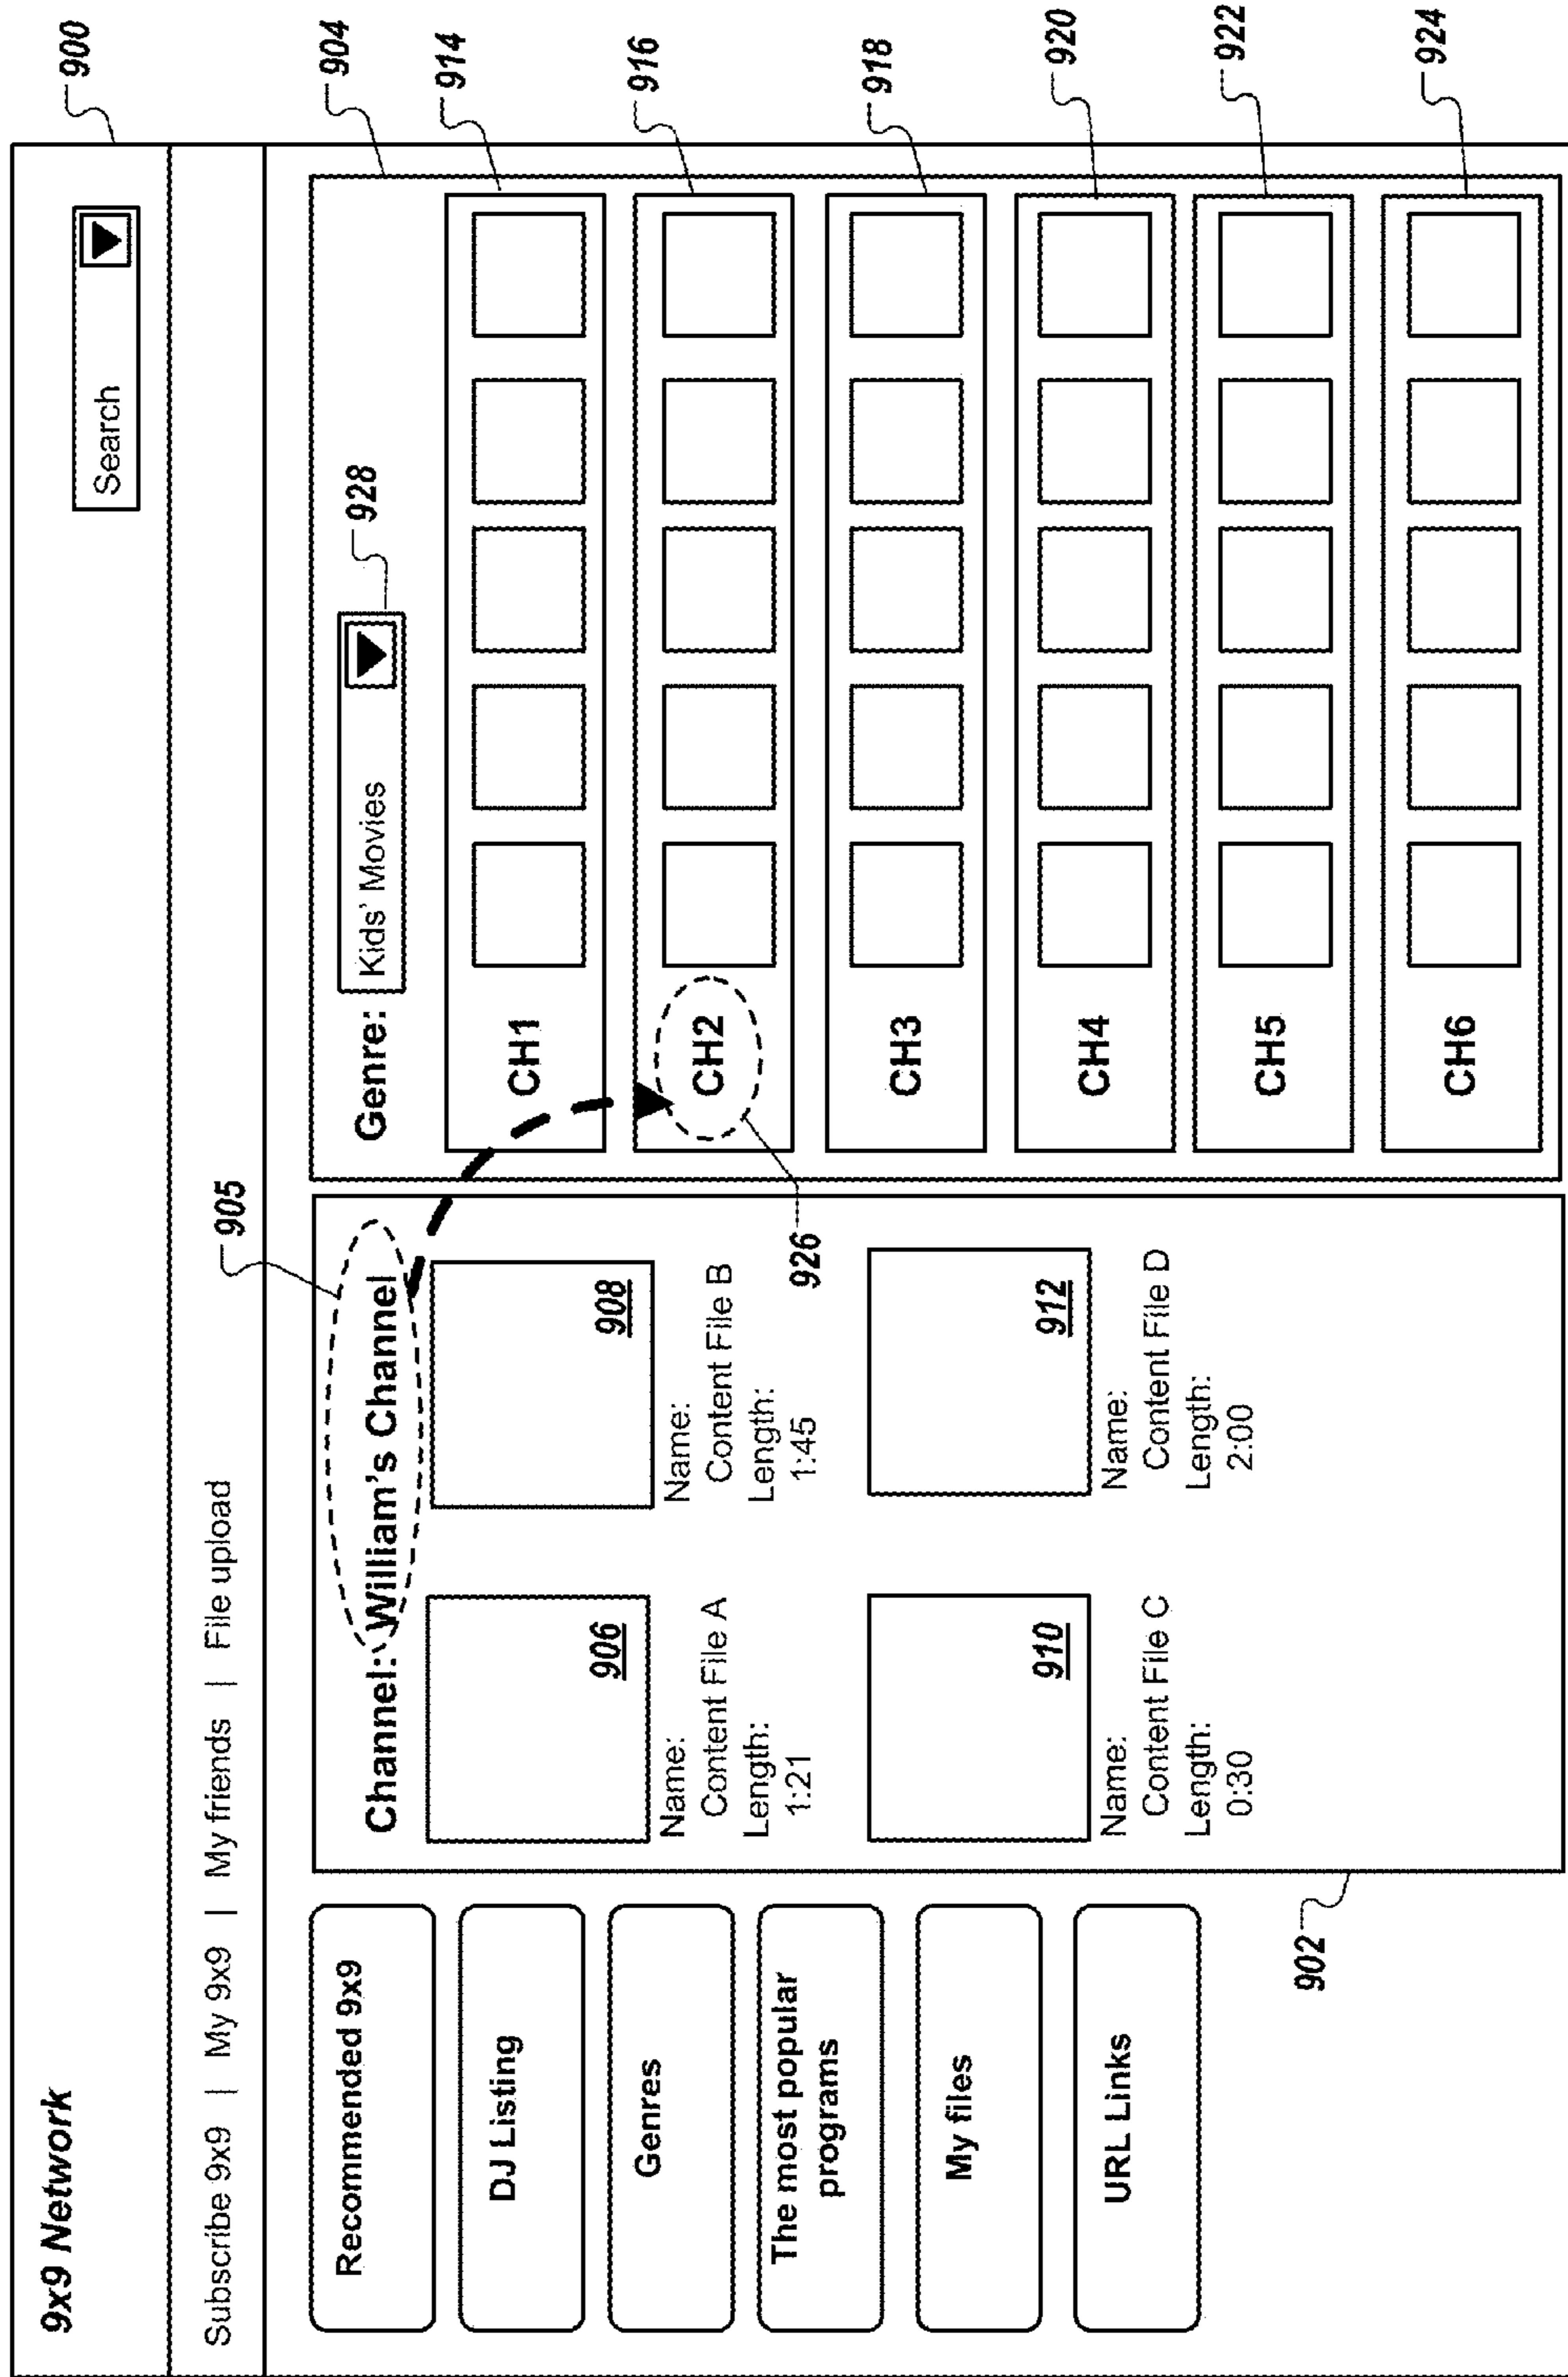 9x9 Network
Search
900
Subscribe 9x9 | My 9x9 | My friends | File upload
905
904
Recommended 9x9
DJ Listing
Genres
The most popular
programs
My files
URL Links
902
Channel: William's Channel
906
Name:
Content File A
Length:
1:21
908
Name:
Content File B
Length:
1:45
910
Name:
Content File C
Length:
0:30
912
Name:
Content File D
Length:
2:00
926
Genre: Kids' Movies
928
CH1
914
CH2
916
CH3
918
CH4
920
CH5
922
CH6
924